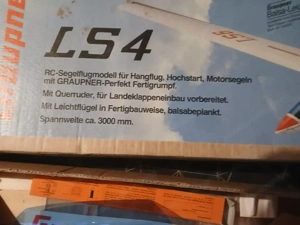 Graupner
LS4
RC-Segelflugmodell für Hangflug, Hochstart, Motorsegeln
mit GRAUPNER-Perfekt Fertigrumpf.
Mit Querruder, für Landeklappeneinbau vorbereitet.
Mit Leichtflügel in Fertigbauweise, balsabeplankt.
Spannweite ca. 3000 mm.